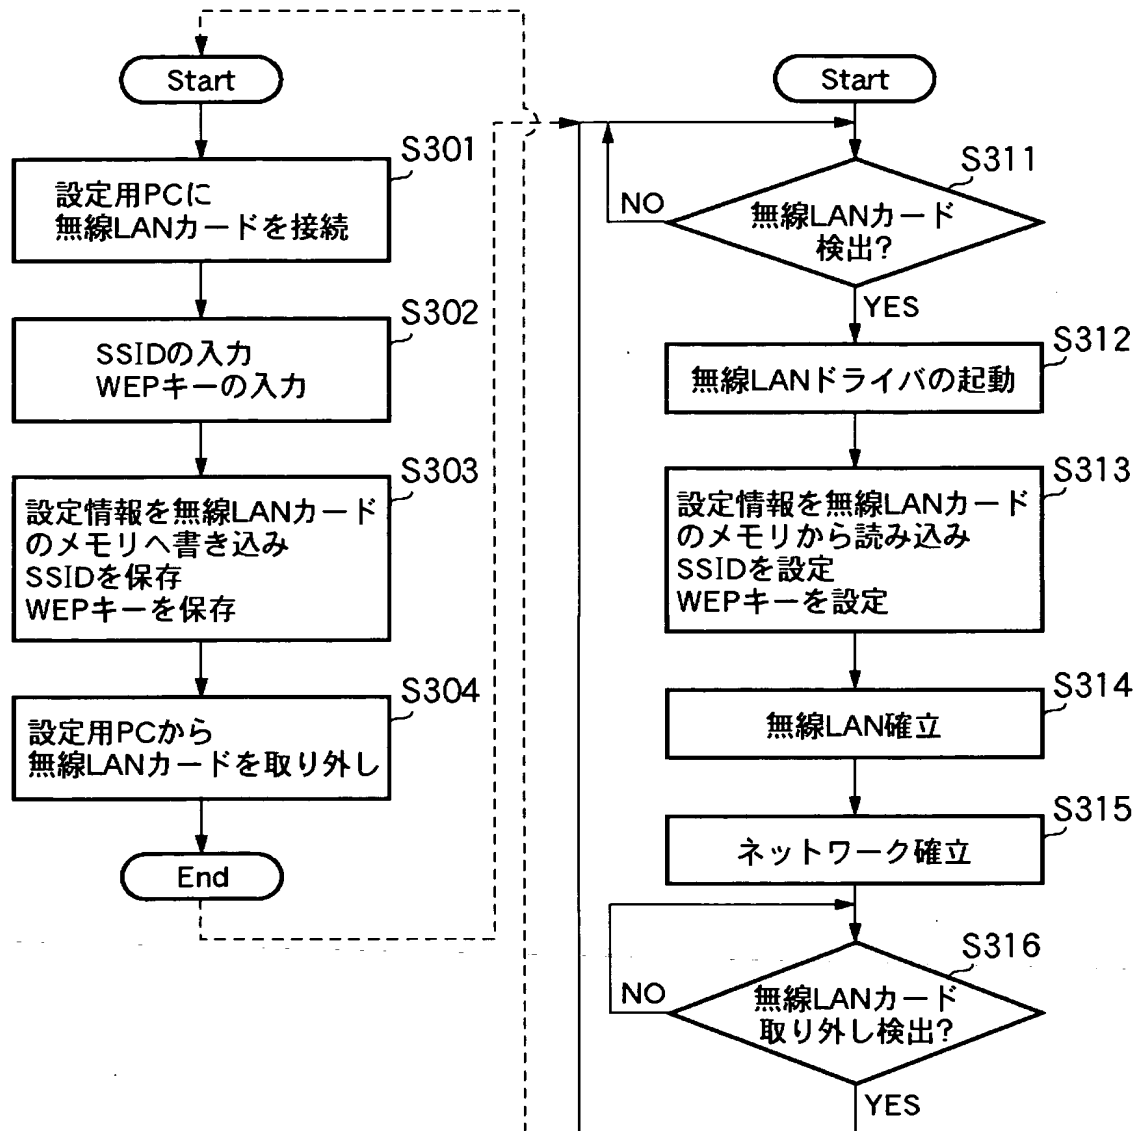 Start
S301
設定用PCに
無線LANカードを接続
S302
SSIDの入力
WEPキーの入力
S303
設定情報を無線LANカード
のメモリへ書き込み
SSIDを保存
WEPキーを保存
S304
設定用PCから
無線LANカードを取り外し
End
Start
S311
無線LANカード
検出?
NO
YES
S312
無線LANドライバの起動
S313
設定情報を無線LANカード
のメモリから読み込み
SSIDを設定
WEPキーを設定
S314
無線LAN確立
S315
ネットワーク確立
S316
無線LANカード
取り外し検出?
NO
YES